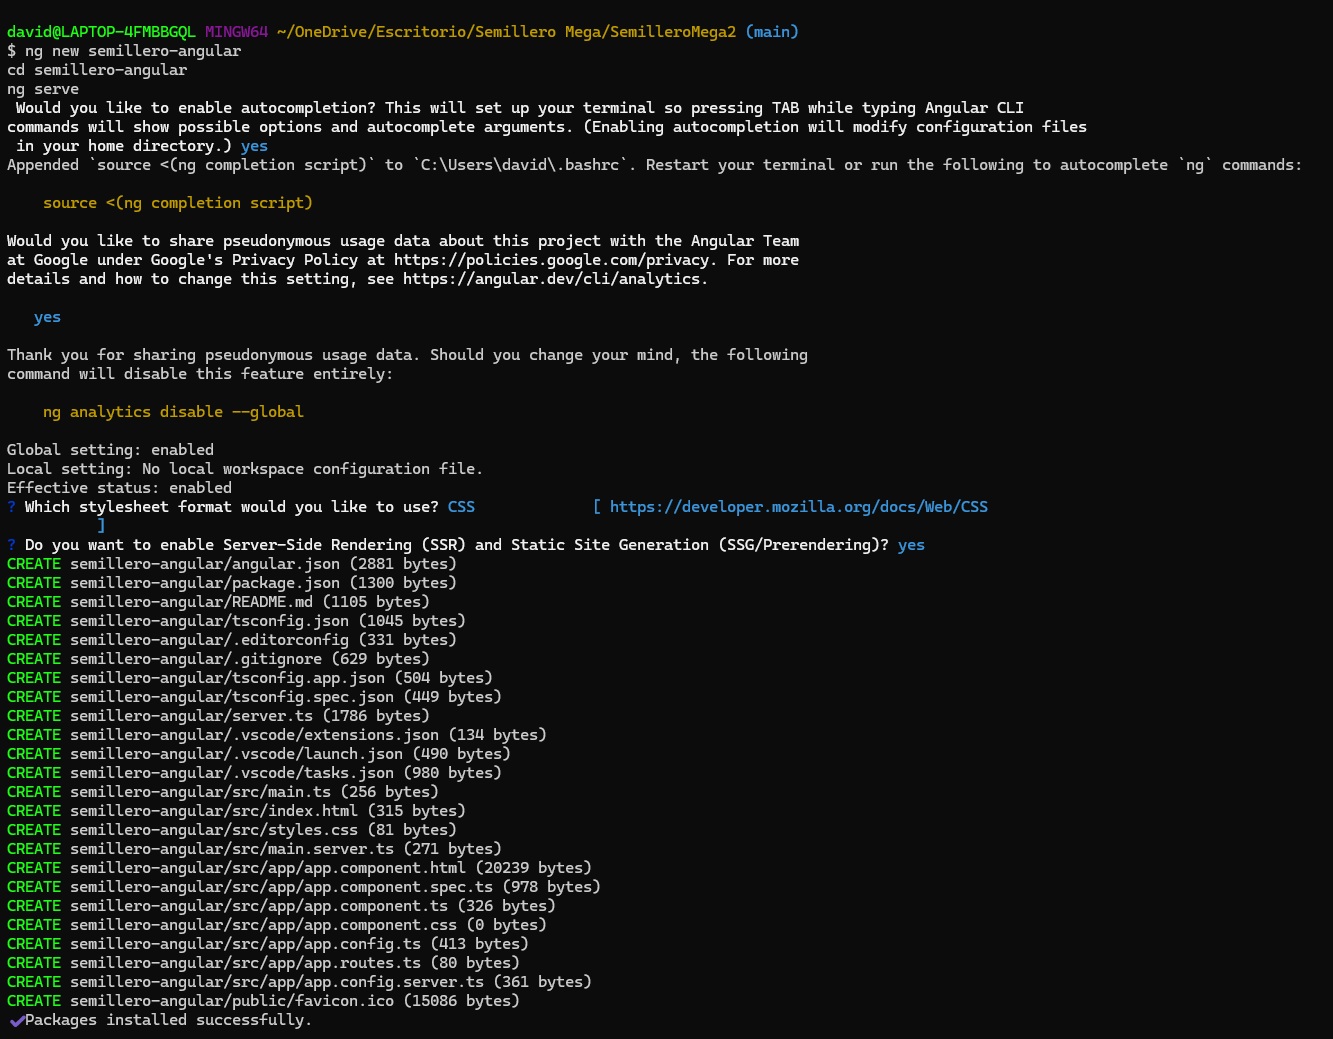 david@LAPTOP-4FMBBGQL MINGW64 ~/OneDrive/Escritorio/Semillero Mega/SemilleroMega2 (main)
$ ng new semillero-angular
cd semillero-angular
ng serve
Would you like to enable autocompletion? This will set up your terminal so pressing TAB while typing Angular CLI
commands will show possible options and autocomplete arguments. (Enabling autocompletion will modify configuration files
in your home directory.) yes
Appended `source <(ng completion script)` to `C:\Users\david\.bashrc`. Restart your terminal or run the following to autocomplete `ng` commands:
source <(ng completion script)
Would you like to share pseudonymous usage data about this project with the Angular Team
at Google under Google's Privacy Policy at https://policies.google.com/privacy. For more
details and how to change this setting, see https://angular.dev/cli/analytics.
yes
Thank you for sharing pseudonymous usage data. Should you change your mind, the following
command will disable this feature entirely:
ng analytics disable --global
Global setting: enabled
Local setting: No local workspace configuration file.
Effective status: enabled
? Which stylesheet format would you like to use? CSS [ https://developer.mozilla.org/docs/Web/CSS
]
? Do you want to enable Server-Side Rendering (SSR) and Static Site Generation (SSG/Prerendering)? yes
CREATE semillero-angular/angular.json (2881 bytes)
CREATE semillero-angular/package.json (1300 bytes)
CREATE semillero-angular/README.md (1105 bytes)
CREATE semillero-angular/tsconfig.json (1045 bytes)
CREATE semillero-angular/.editorconfig (331 bytes)
CREATE semillero-angular/.gitignore (629 bytes)
CREATE semillero-angular/tsconfig.app.json (504 bytes)
CREATE semillero-angular/tsconfig.spec.json (449 bytes)
CREATE semillero-angular/server.ts (1786 bytes)
CREATE semillero-angular/.vscode/extensions.json (134 bytes)
CREATE semillero-angular/.vscode/launch.json (490 bytes)
CREATE semillero-angular/.vscode/tasks.json (980 bytes)
CREATE semillero-angular/src/main.ts (256 bytes)
CREATE semillero-angular/src/index.html (315 bytes)
CREATE semillero-angular/src/styles.css (81 bytes)
CREATE semillero-angular/src/main.server.ts (271 bytes)
CREATE semillero-angular/src/app/app.component.html (20239 bytes)
CREATE semillero-angular/src/app/app.component.spec.ts (978 bytes)
CREATE semillero-angular/src/app/app.component.ts (326 bytes)
CREATE semillero-angular/src/app/app.component.css (0 bytes)
CREATE semillero-angular/src/app/app.config.ts (413 bytes)
CREATE semillero-angular/src/app/app.routes.ts (80 bytes)
CREATE semillero-angular/src/app/app.config.server.ts (361 bytes)
CREATE semillero-angular/public/favicon.ico (15086 bytes)
✔Packages installed successfully.